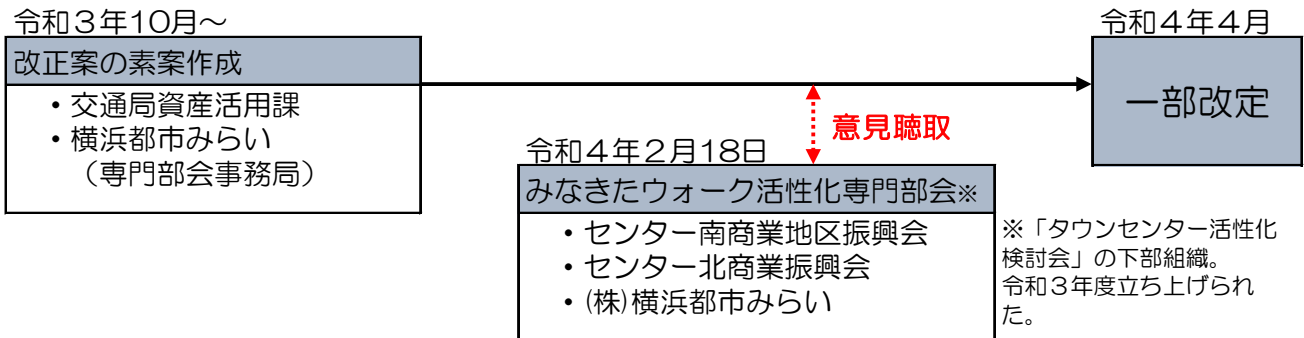 令和３年10月～
改正案の素案作成
・交通局資産活用課
・横浜都市みらい
（専門部会事務局）
令和４年４月
一部改定
意見聴取
令和４年２月18日
みなきたウォーク活性化専門部会※
・センター南商業地区振興会
・センター北商業振興会
・㈱横浜都市みらい
※「タウンセンター活性化
検討会」の下部組織。
令和３年度立ち上げられ
た。